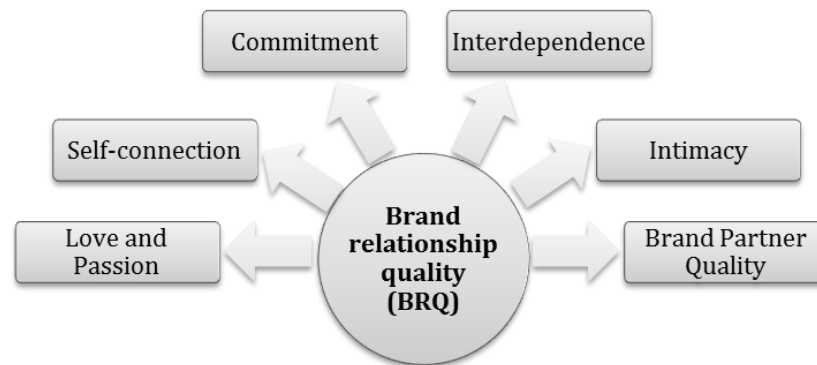 Commitment
Interdependence
Self-connection
Intimacy
Love and
Passion
Brand
relationship
quality
(BRQ)
Brand Partner
Quality